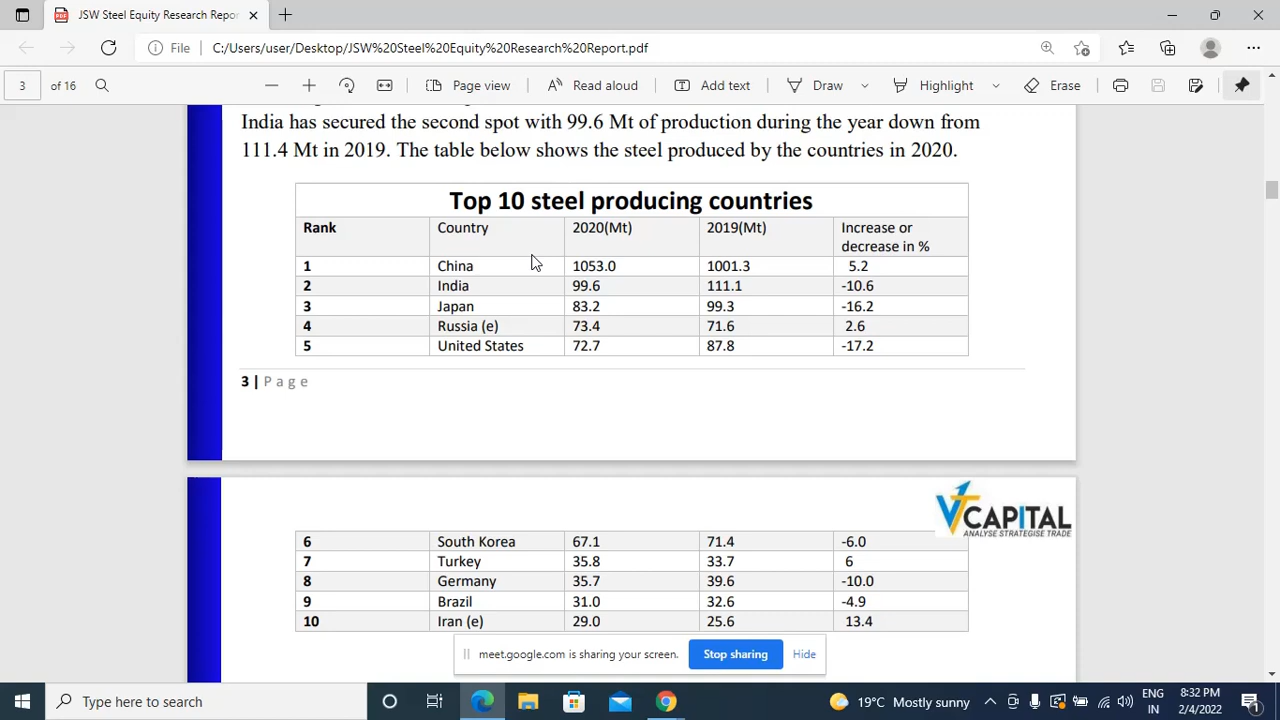 JSW Steel Equity Research Repor
File C:/Users/user/Desktop/JSW%20Steel%20Equity%20Research%20Report.pdf
3 of 16 Page view Read aloud Add text Draw Highlight Erase
India has secured the second spot with 99.6 Mt of production during the year down from
111.4 Mt in 2019. The table below shows the steel produced by the countries in 2020.
Top 10 steel producing countries
Rank Country 2020(Mt) 2019(Mt) Increase or
decrease in %
1 China 1053.0 1001.3 5.2
2 India 99.6 111.1 -10.6
3 Japan 83.2 99.3 -16.2
4 Russia (e) 73.4 71.6 2.6
5 United States 72.7 87.8 -17.2
3 | Page
VT CAPITAL
ANALYSE STRATEGISE TRADE
6 South Korea 67.1 71.4 -6.0
7 Turkey 35.8 33.7 6
8 Germany 35.7 39.6 -10.0
9 Brazil 31.0 32.6 -4.9
10 Iran (e) 29.0 25.6 13.4
meet.google.com is sharing your screen. Stop sharing Hide
Type here to search 19°C Mostly sunny ENG 8:32 PM
IN 2/4/2022 1